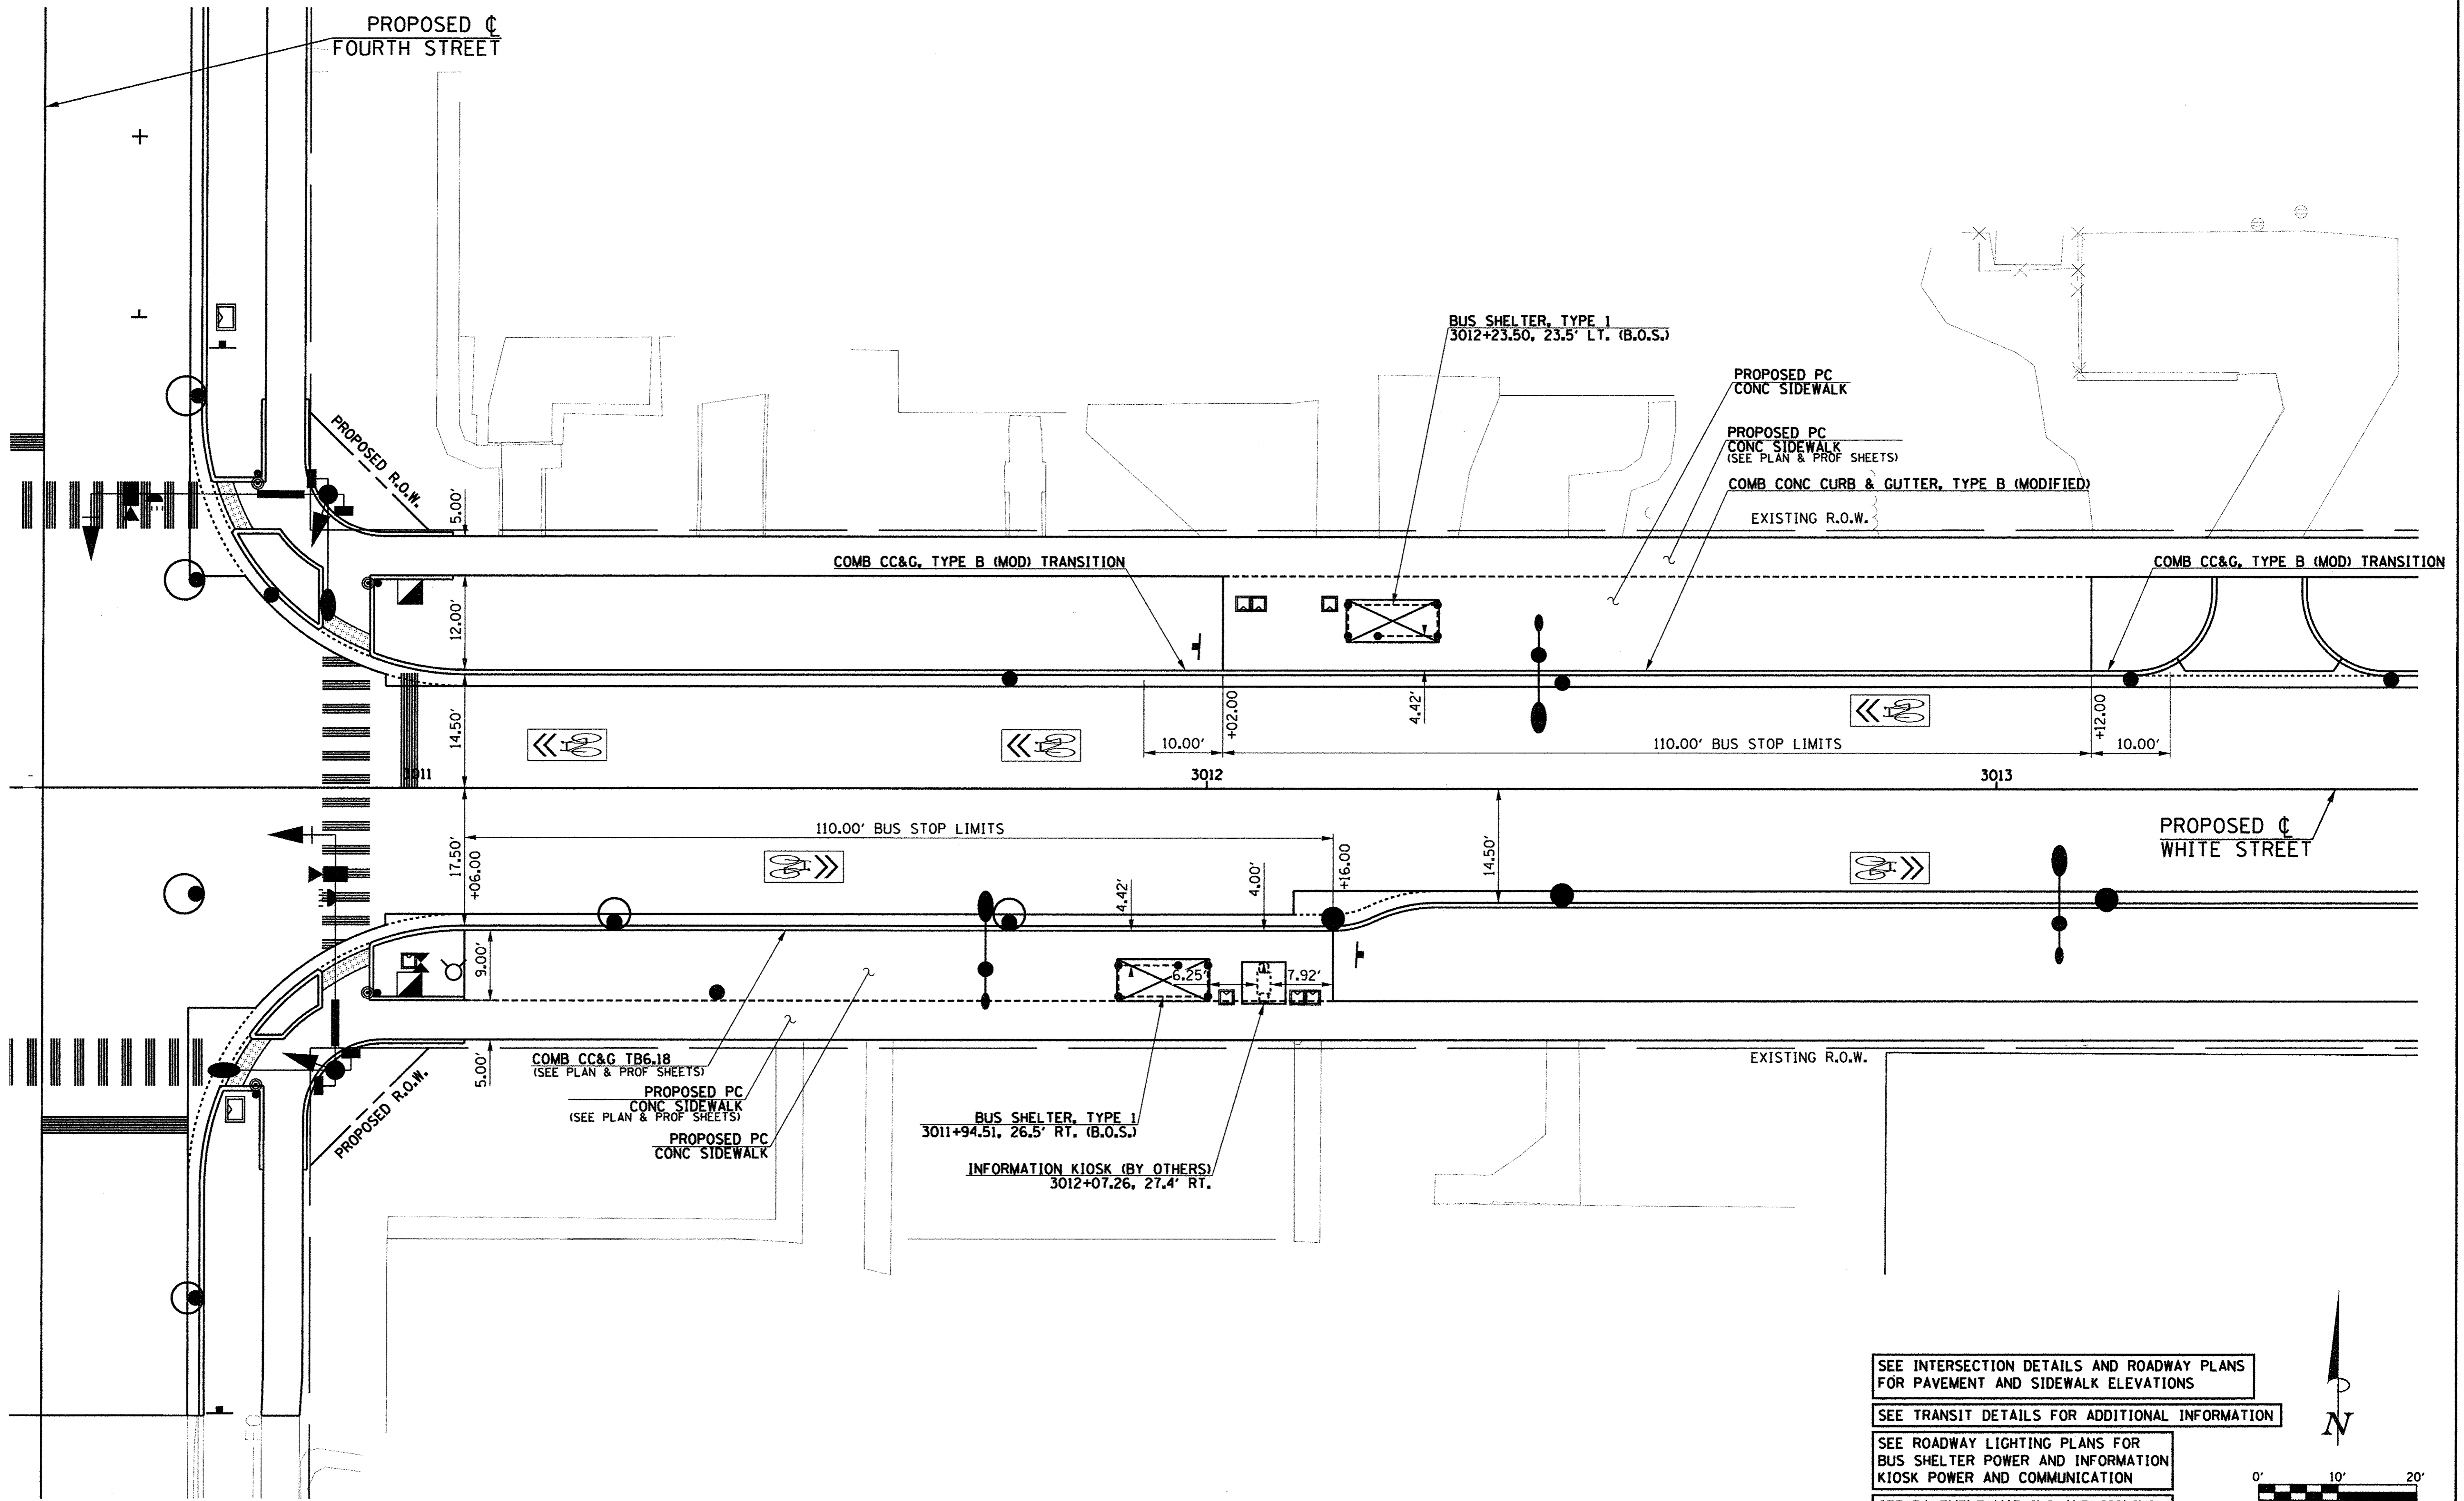 PROPOSED ℄
FOURTH STREET
BUS SHELTER, TYPE 1
3012+23.50, 23.5' LT. (B.O.S.)
PROPOSED PC
CONC SIDEWALK
PROPOSED PC
CONC SIDEWALK
(SEE PLAN & PROF SHEETS)
COMB CONC CURB & GUTTER, TYPE B (MODIFIED)
EXISTING R.O.W.
PROPOSED R.O.W.
5.00'
COMB CC&G, TYPE B (MOD) TRANSITION
COMB CC&G, TYPE B (MOD) TRANSITION
12.00'
14.50'
10.00'
+02.00
4.42'
110.00' BUS STOP LIMITS
+12.00
10.00'
3011
3012
3013
110.00' BUS STOP LIMITS
17.50'
+06.00
14.50'
PROPOSED ℄
WHITE STREET
4.42'
4.00'
+16.00
9.00'
6.25'
7.92'
5.00'
PROPOSED R.O.W.
COMB CC&G TB6.18
(SEE PLAN & PROF SHEETS)
PROPOSED PC
CONC SIDEWALK
(SEE PLAN & PROF SHEETS)
PROPOSED PC
CONC SIDEWALK
BUS SHELTER, TYPE 1
3011+94.51, 26.5' RT. (B.O.S.)
INFORMATION KIOSK (BY OTHERS)
3012+07.26, 27.4' RT.
EXISTING R.O.W.
SEE INTERSECTION DETAILS AND ROADWAY PLANS
FOR PAVEMENT AND SIDEWALK ELEVATIONS
SEE TRANSIT DETAILS FOR ADDITIONAL INFORMATION
SEE ROADWAY LIGHTING PLANS FOR
BUS SHELTER POWER AND INFORMATION
KIOSK POWER AND COMMUNICATION
N
0' 10' 20'